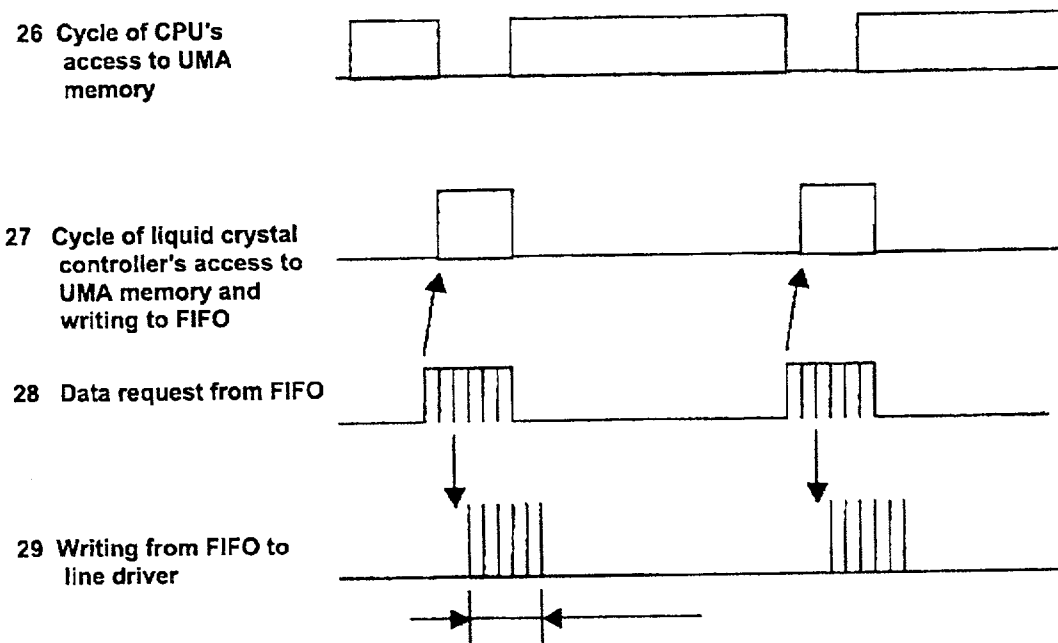 26 Cycle of CPU's
access to UMA
memory
27 Cycle of liquid crystal
controller's access to
UMA memory and
writing to FIFO
28 Data request from FIFO
29 Writing from FIFO to
line driver